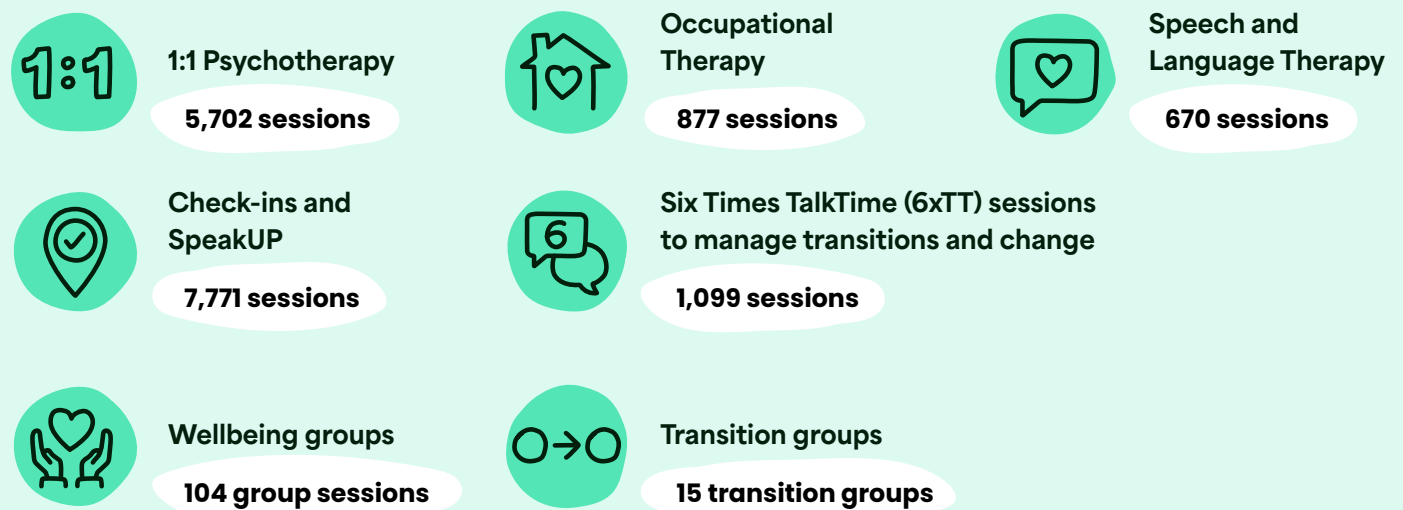 1:1
1:1 Psychotherapy
5,702 sessions
Occupational
Therapy
877 sessions
Speech and
Language Therapy
670 sessions
Check-ins and
SpeakUP
7,771 sessions
6
Six Times TalkTime (6xTT) sessions
to manage transitions and change
1,099 sessions
Wellbeing groups
104 group sessions
Transition groups
15 transition groups